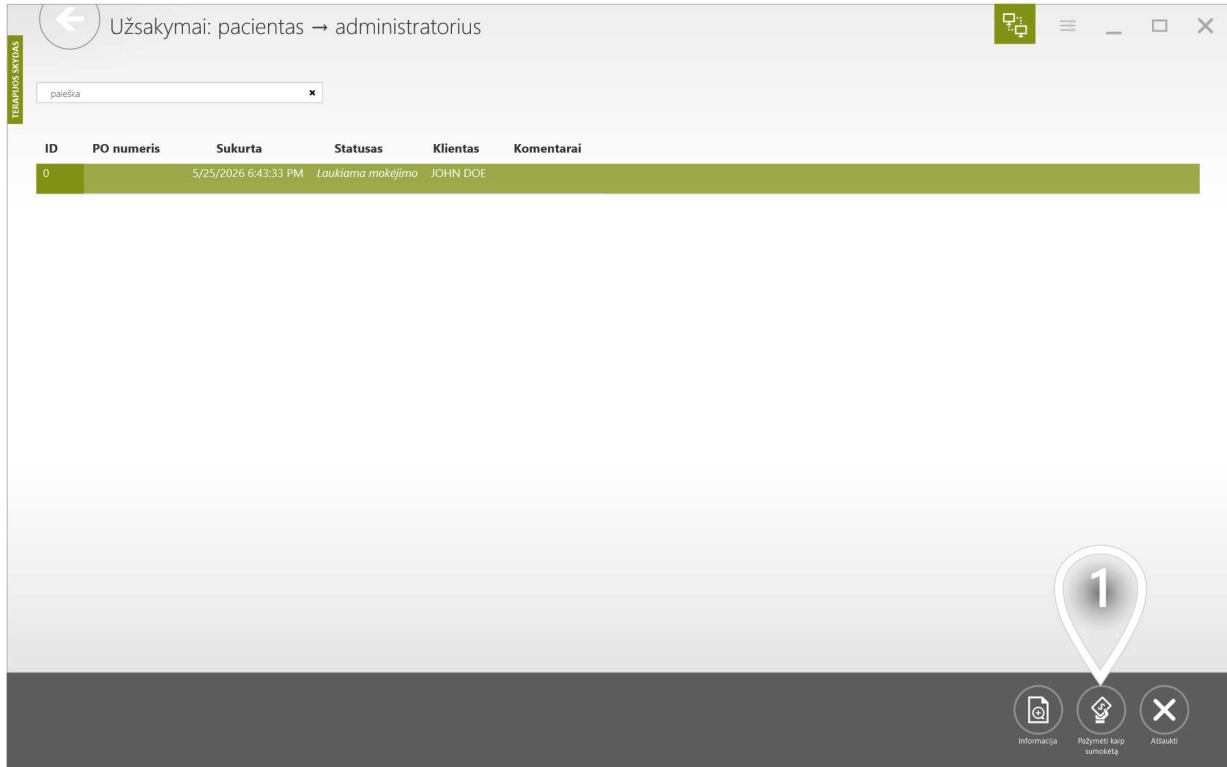 Užsakymai: pacientas → administratorius
TERAPIJOS SKYDAS
paieška
ID PO numeris Sukurta Statusas Klientas Komentarai
0 5/25/2026 6:43:33 PM Laukiama mokėjimo JOHN DOE
1
Informacija Pažymėti kaip Atšaukti
sumokėtą